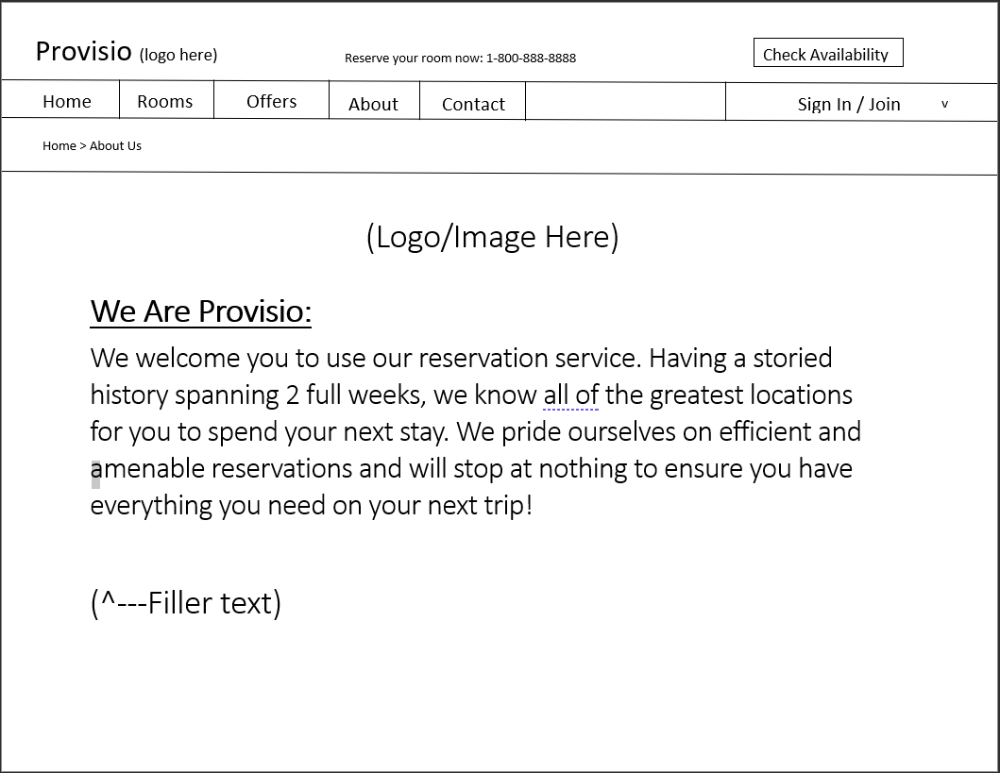 Provisio (logo here)
Reserve your room now: 1-800-888-8888
Check Availability
Home
Rooms
Offers
About
Contact
Sign In / Join
v
Home > About Us
(Logo/Image Here)
We Are Provisio:
We welcome you to use our reservation service. Having a storied
history spanning 2 full weeks, we know all of the greatest locations
for you to spend your next stay. We pride ourselves on efficient and
amenable reservations and will stop at nothing to ensure you have
everything you need on your next trip!
(^---Filler text)